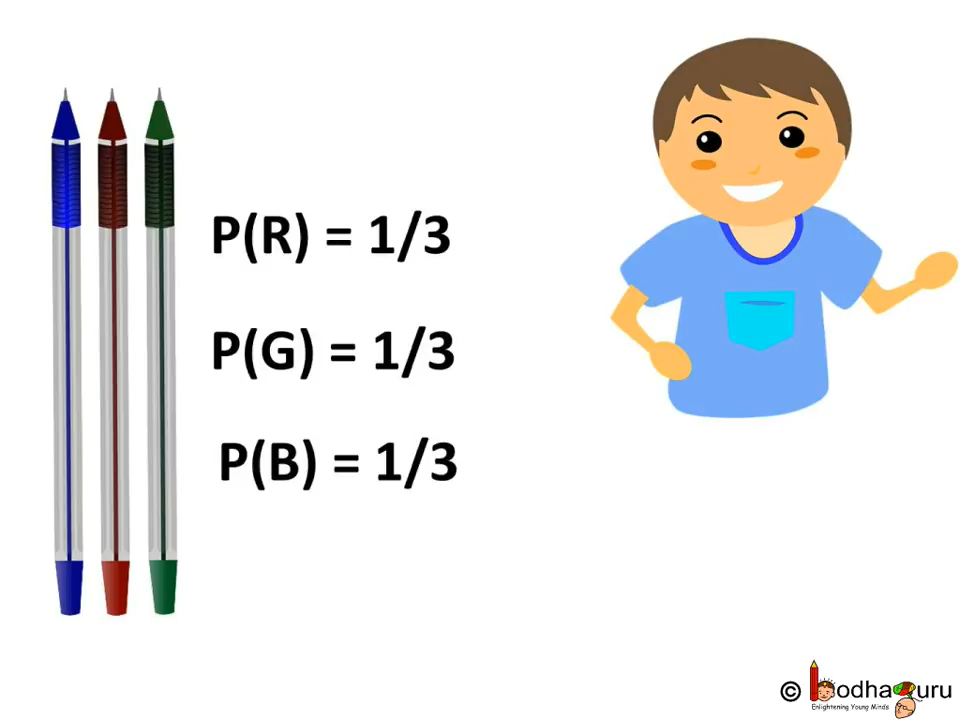 P(R) = 1/3
P(G) = 1/3
P(B) = 1/3
© BodhaGuru
Enlightening Young Minds